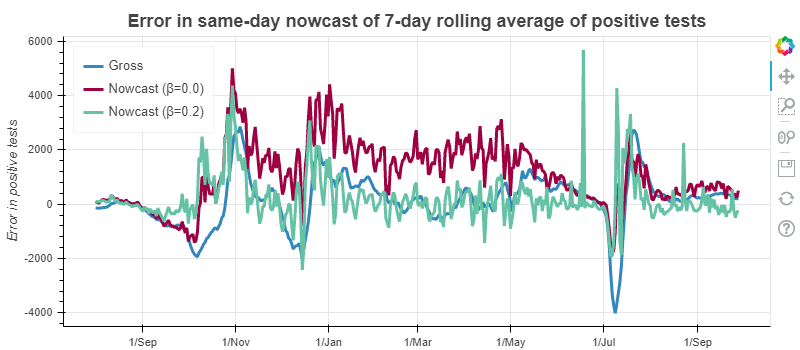 Error in same-day nowcast of 7-day rolling average of positive tests
Error in positive tests
6000
4000
2000
0
-2000
-4000
Gross
Nowcast (β=0.0)
Nowcast (β=0.2)
1/Sep 1/Nov 1/Jan 1/Mar 1/May 1/Jul 1/Sep